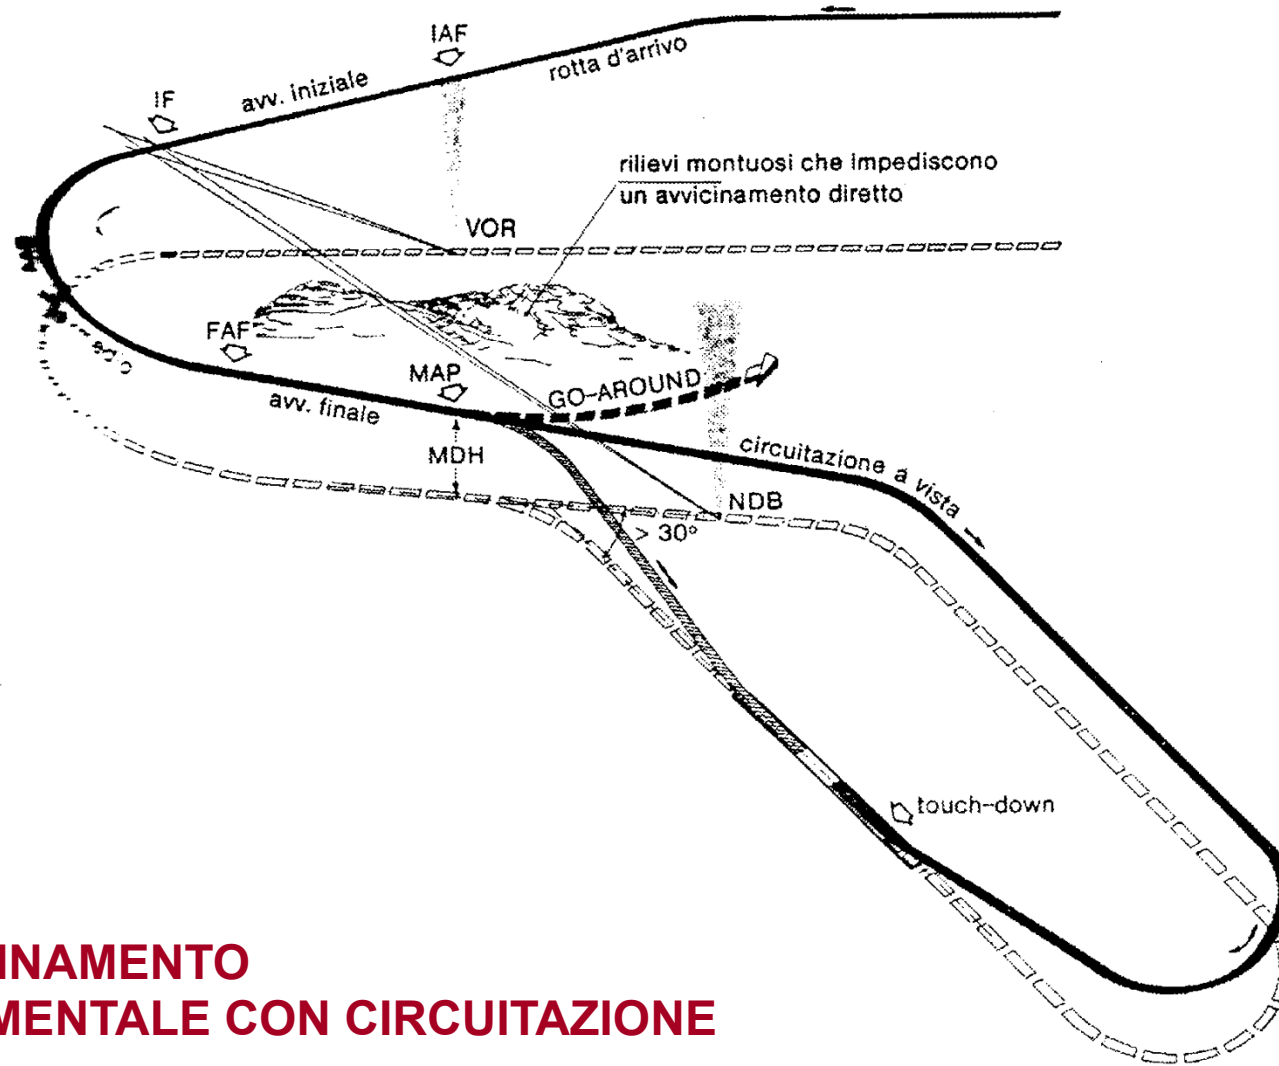 IAF
rotta d'arrivo
avv. iniziale
IF
rilievi montuosi che impediscono
un avvicinamento diretto
VOR
FAF
MAP
GO-AROUND
avv. finale
MDH
circuitazione a vista
NDB
> 30°
touch-down
INAMENTO
MENTALE CON CIRCUITAZIONE